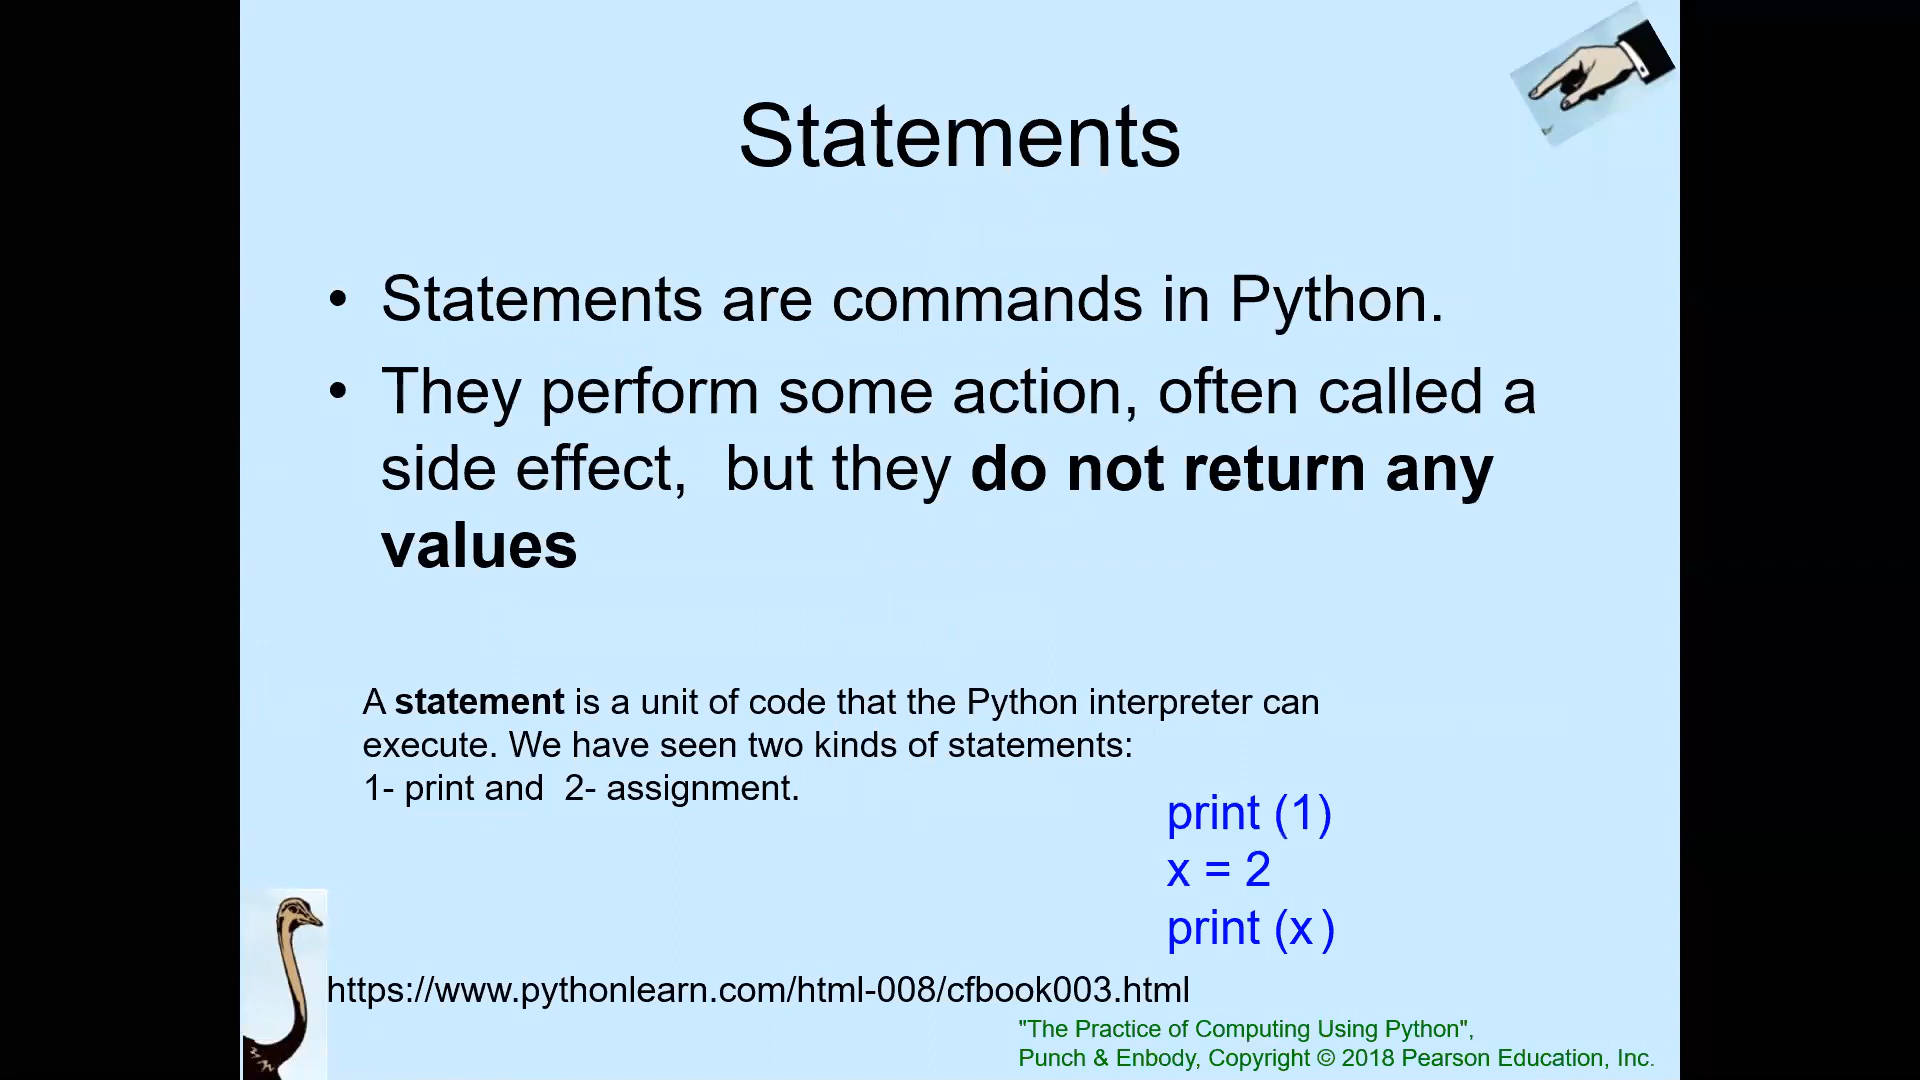 Statements
• Statements are commands in Python.
• They perform some action, often called a
side effect,  but they do not return any
values
A statement is a unit of code that the Python interpreter can
execute. We have seen two kinds of statements:
1- print and  2- assignment.
print (1)
x = 2
print (x )
https://www.pythonlearn.com/html-008/cfbook003.html
"The Practice of Computing Using Python",
Punch & Enbody, Copyright © 2018 Pearson Education, Inc.